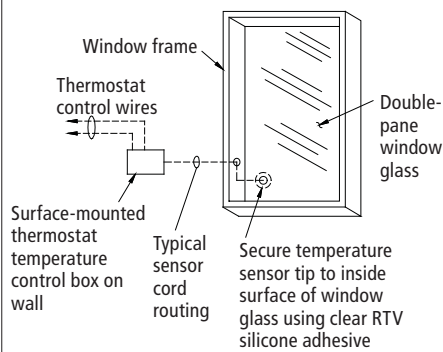 Window frame
Thermostat
control wires
Double-
pane
window
glass
Surface-mounted
thermostat
temperature
control box on
wall
Typical
sensor
cord
routing
Secure temperature
sensor tip to inside
surface of window
glass using clear RTV
silicone adhesive